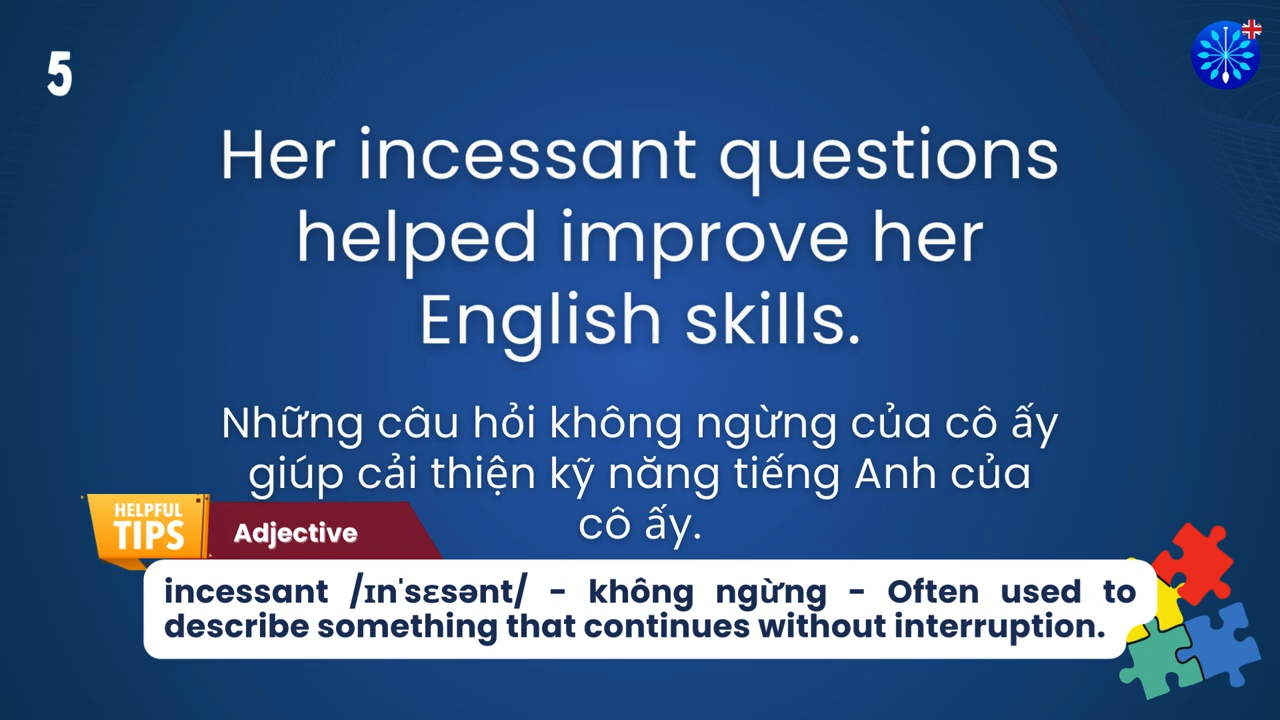 5
Her incessant questions
helped improve her
English skills.
Những câu hỏi không ngừng của cô ấy
giúp cải thiện kỹ năng tiếng Anh của
cô ấy.
HELPFUL
TIPS
Adjective
incessant /ɪnˈsɛsənt/ - không ngừng - Often used to
describe something that continues without interruption.